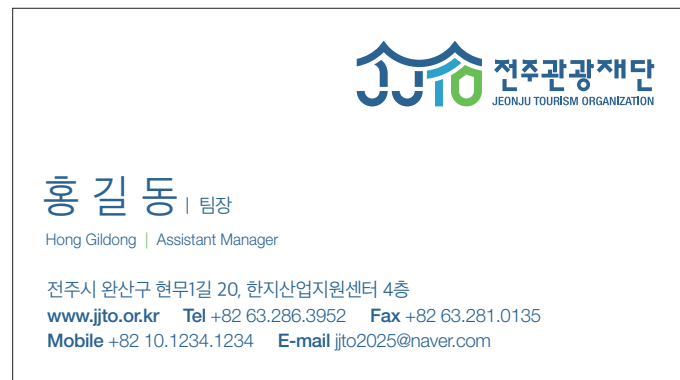 JJTO 전주관광재단
JEONJU TOURISM ORGANIZATION
홍 길 동 | 팀장
Hong Gildong | Assistant Manager
전주시 완산구 현무1길 20, 한지산업지원센터 4층
www.jjto.or.kr Tel +82 63.286.3952 Fax +82 63.281.0135
Mobile +82 10.1234.1234 E-mail jjto2025@naver.com